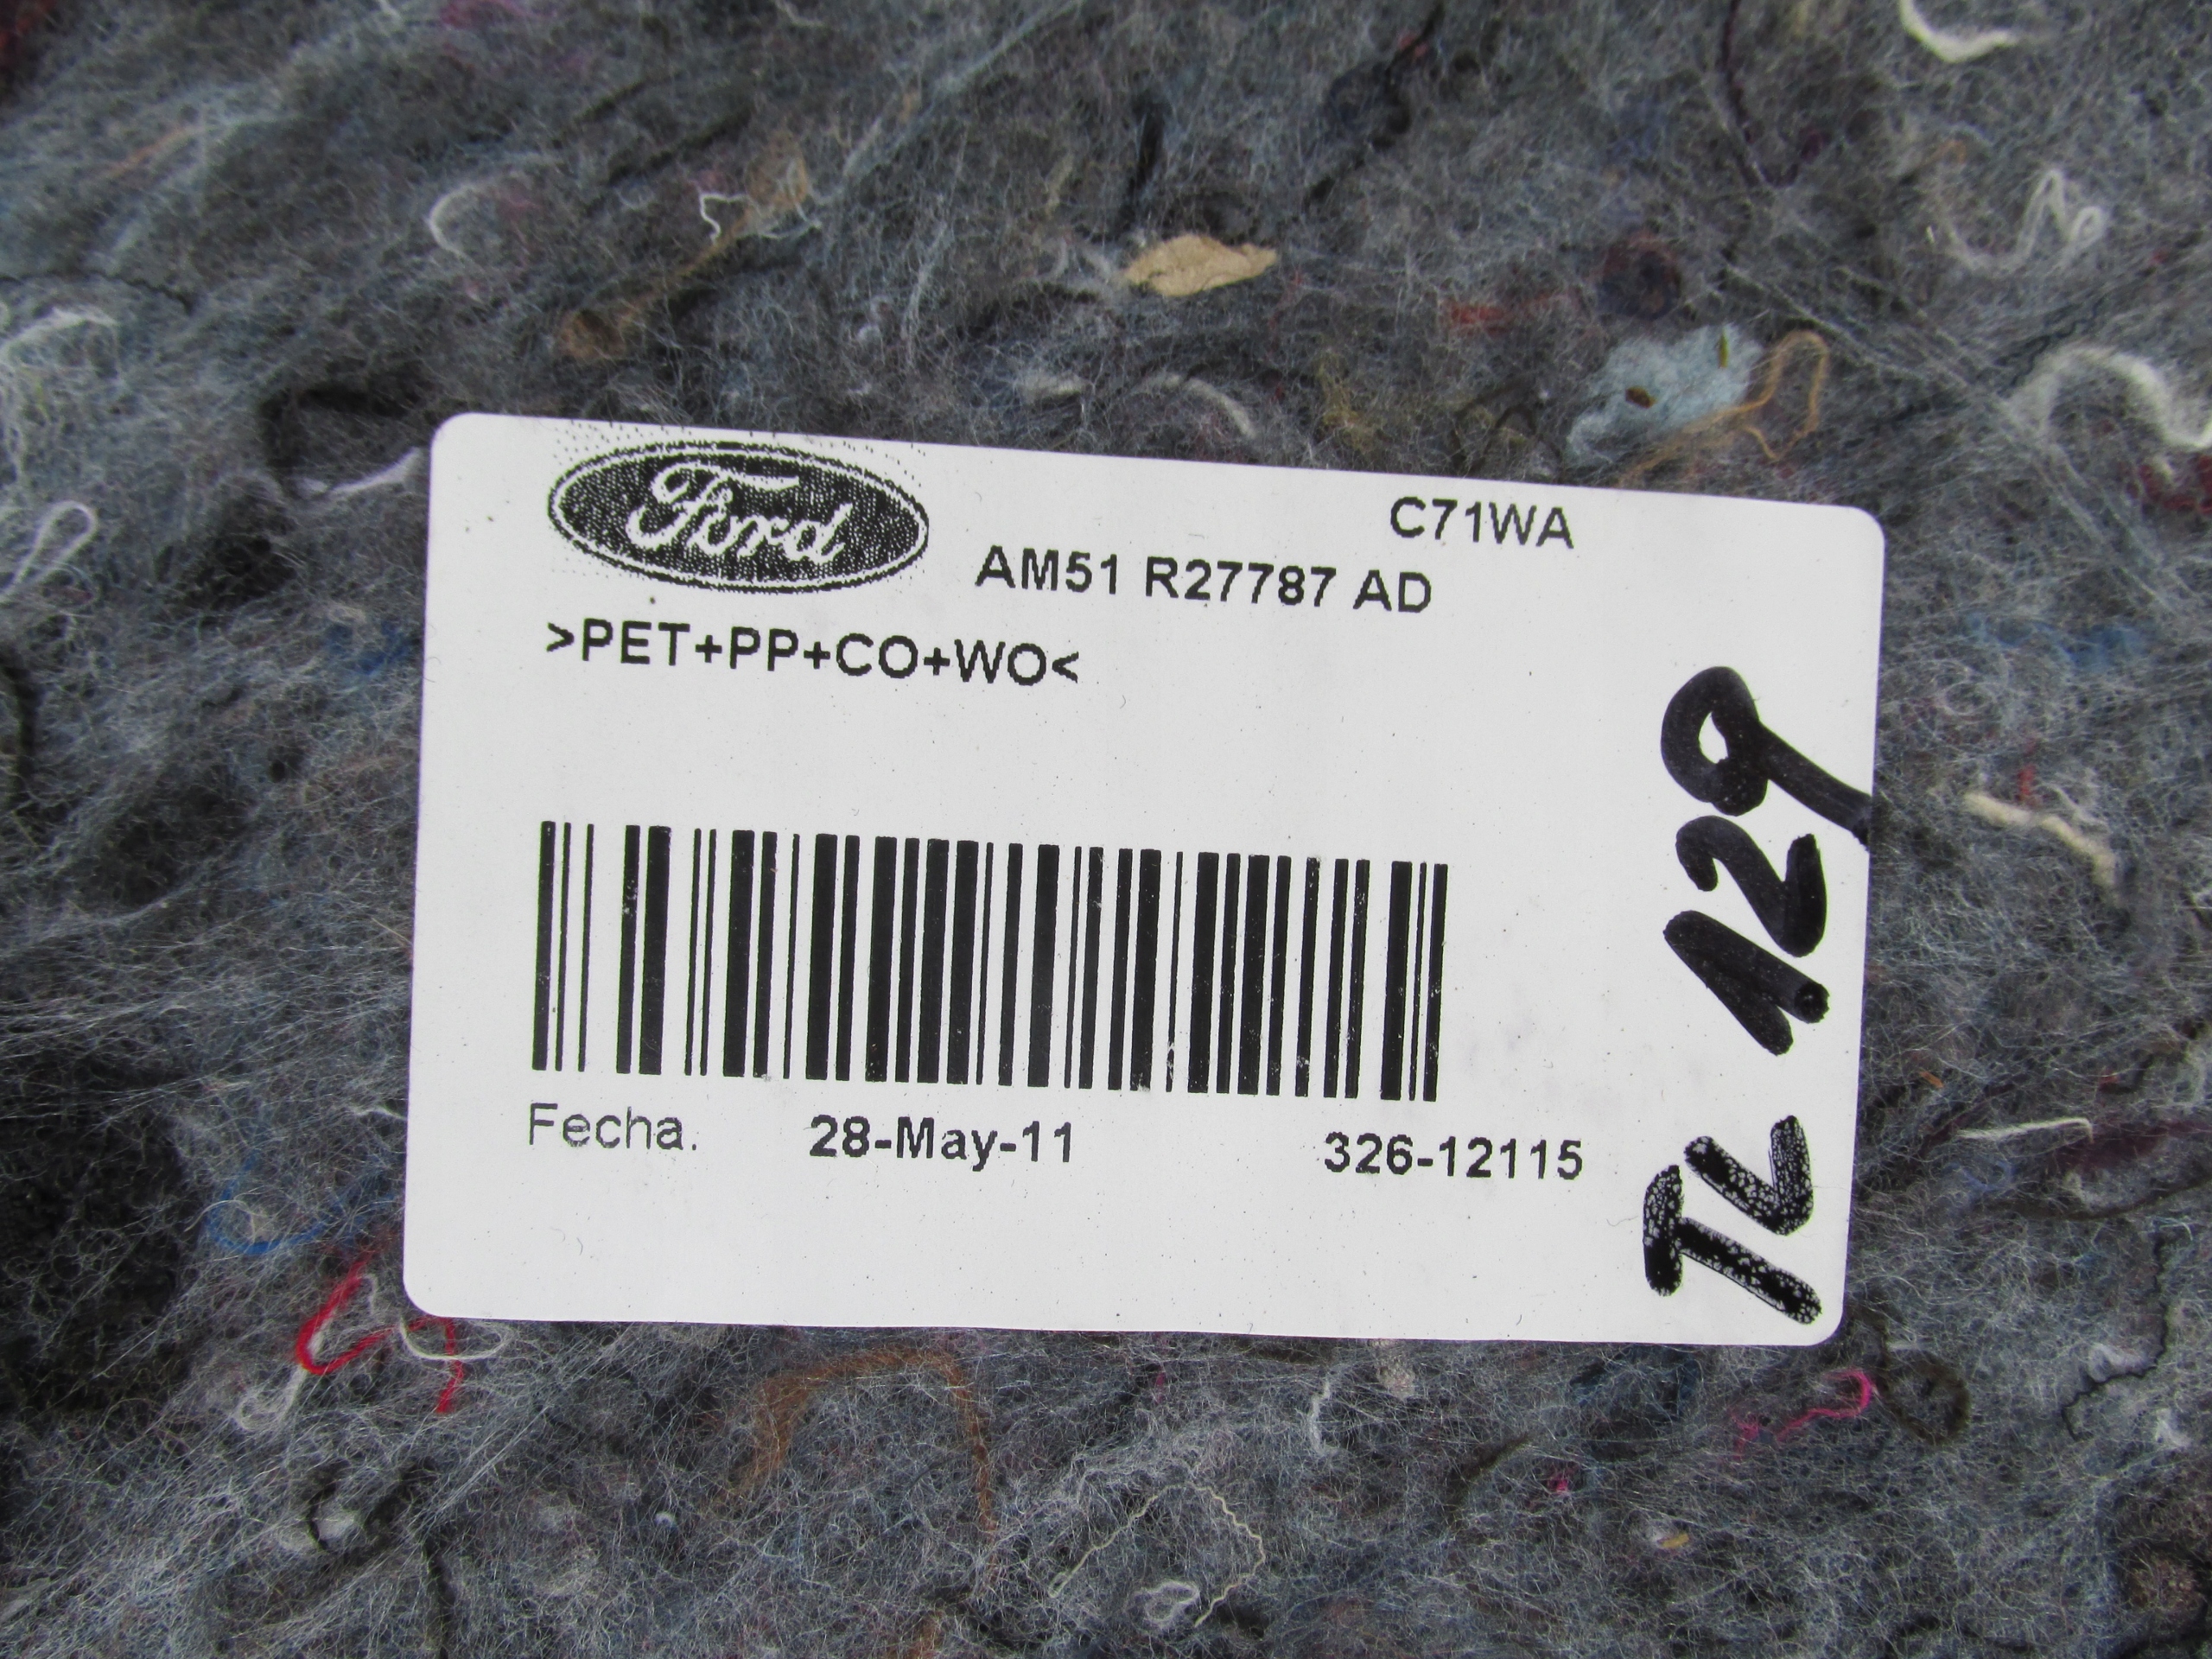 Ford
C71WA
AM51 R27787 AD
>PET+PP+CO+WO<
Fecha. 28-May-11 326-12115
TL 129